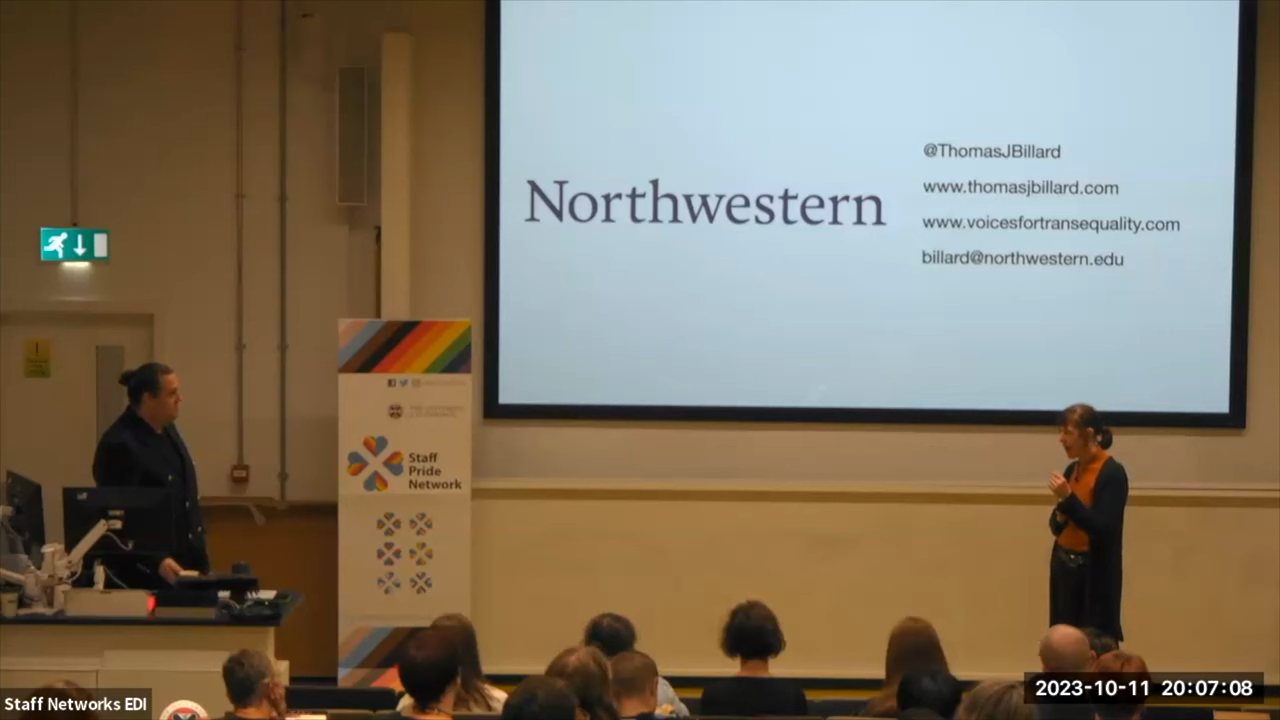 @ThomasJBillard
www.thomasjbillard.com
Northwestern
www.voicesfortransequality.com
billard@northwestern.edu
Staff
Pride
Network
Staff Networks EDI
2023-10-11 20:07:08